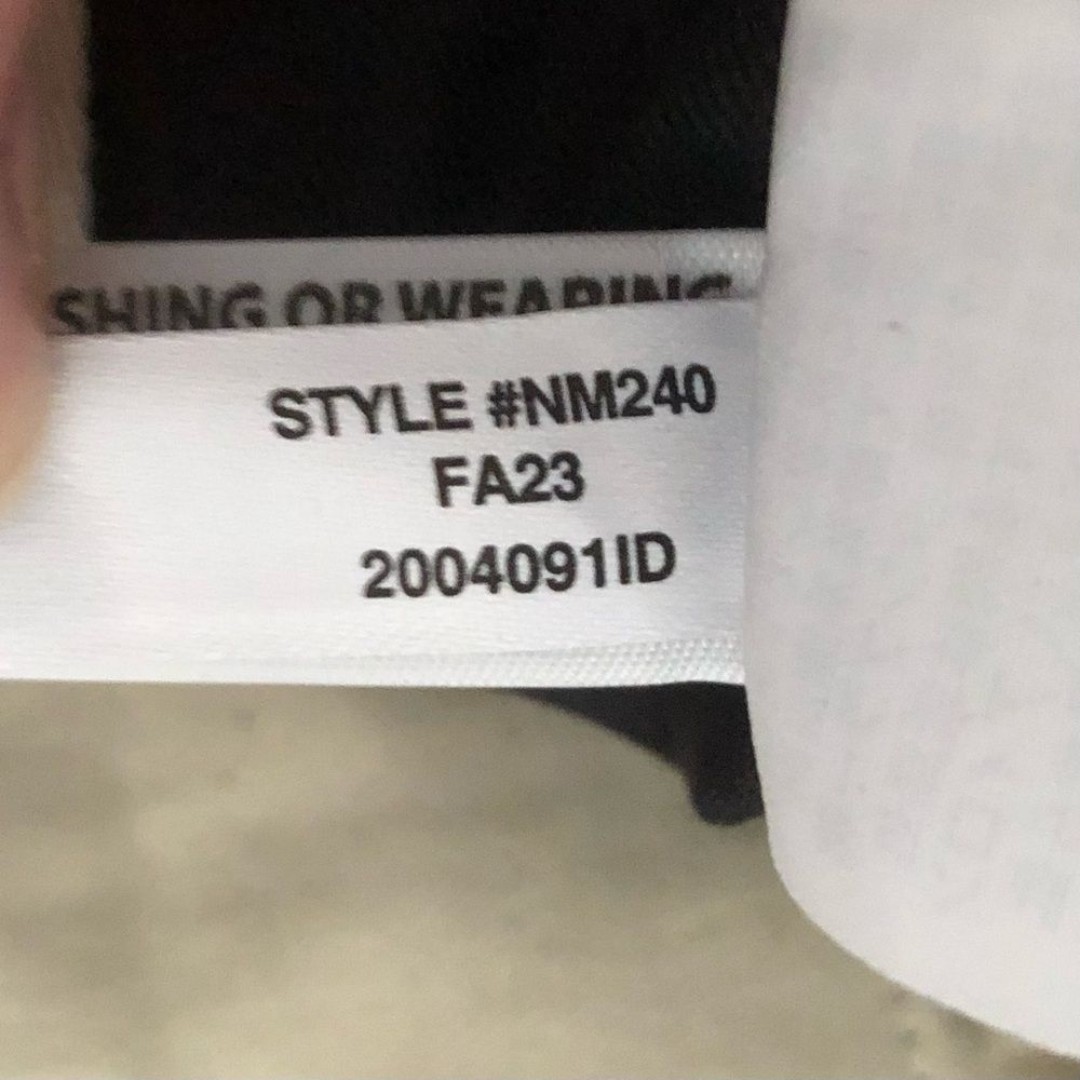 SHING OR WEARING
STYLE #NM240
FA23
2004091ID